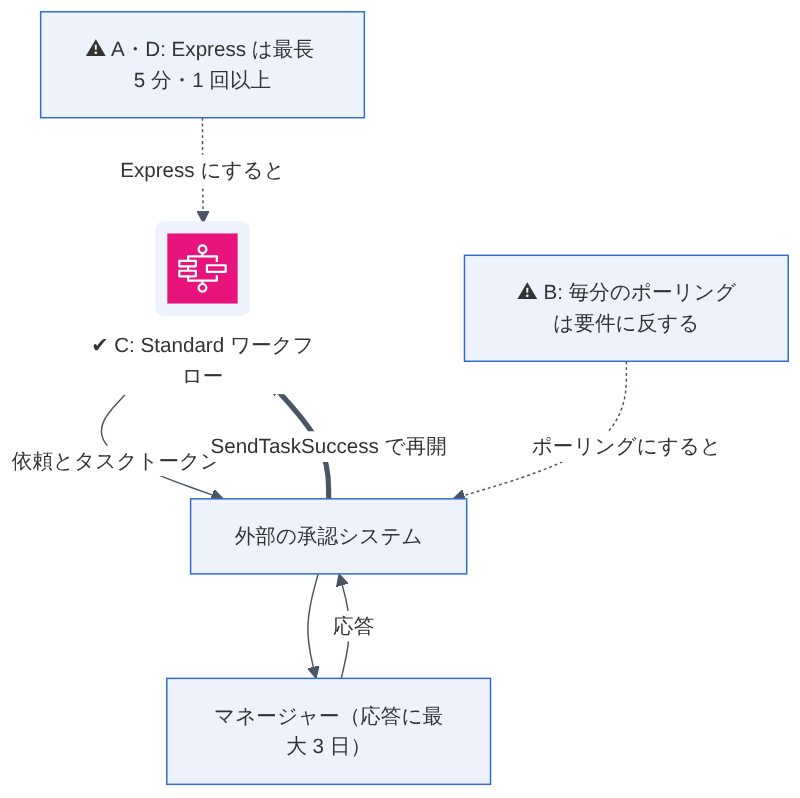 ⚠ A・D: Express は最長
5 分・1 回以上
Express にすると
✔ C: Standard ワークフ
ロー
⚠ B: 毎分のポーリング
は要件に反する
SendTaskSuccess で再開
ポーリングにすると
依頼とタスクトークン
外部の承認システム
応答
マネージャー（応答に最
大 3 日）